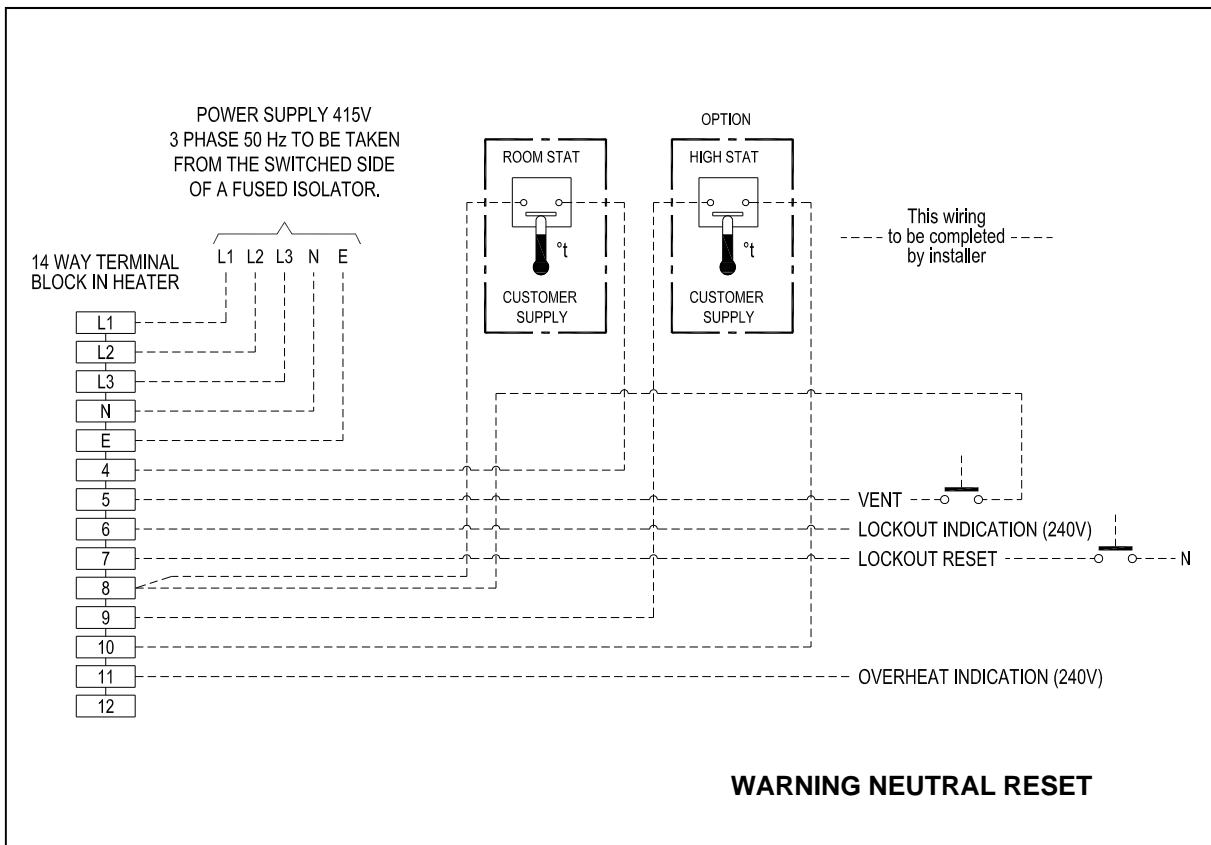 POWER SUPPLY 415V
3 PHASE 50 Hz TO BE TAKEN
FROM THE SWITCHED SIDE
OF A FUSED ISOLATOR.
L1 L2 L3 N E
14 WAY TERMINAL
BLOCK IN HEATER
L1
L2
L3
N
E
4
5
6
7
8
9
10
11
12
ROOM STAT
°t
CUSTOMER
SUPPLY
OPTION
HIGH STAT
°t
CUSTOMER
SUPPLY
This wiring
to be completed
by installer
VENT
LOCKOUT INDICATION (240V)
LOCKOUT RESET
N
OVERHEAT INDICATION (240V)
WARNING NEUTRAL RESET